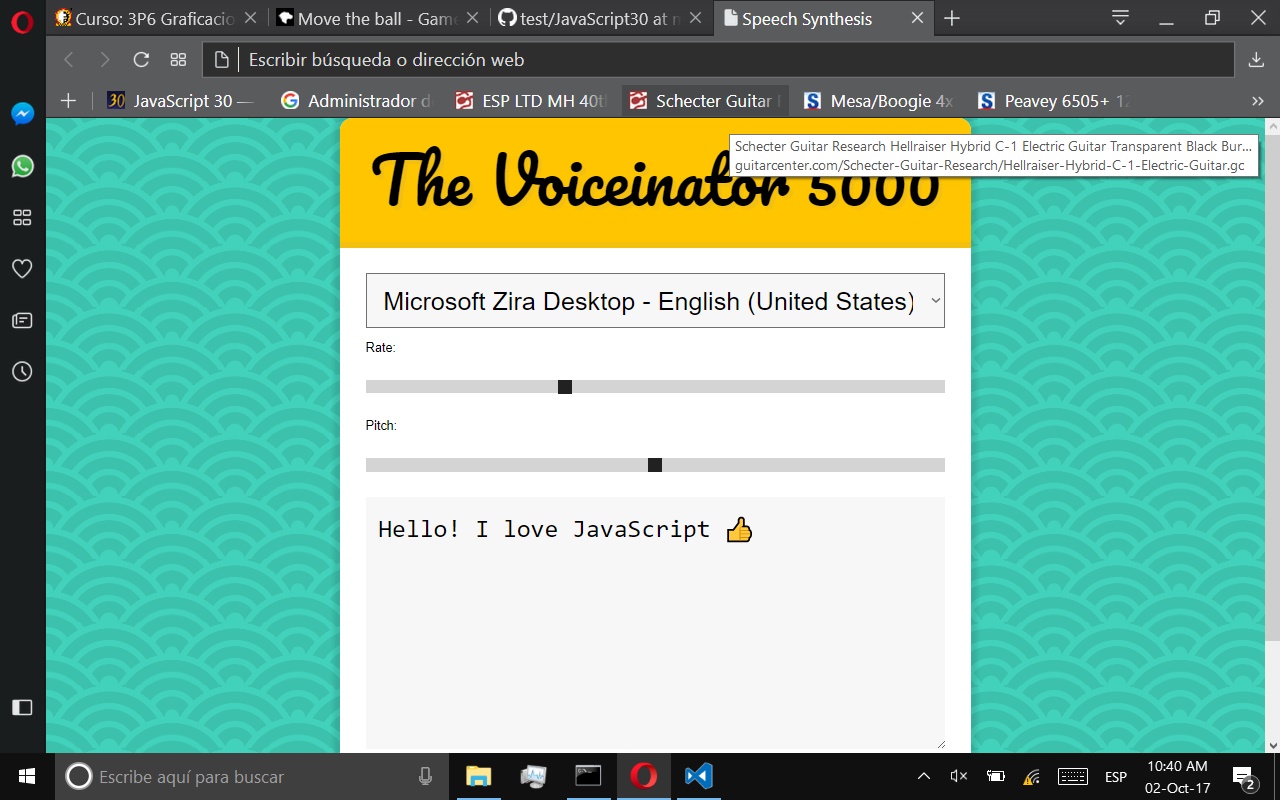 Curso: 3P6 Graficacio
Move the ball - Game
test/JavaScript30 at m
Speech Synthesis
Escribir búsqueda o dirección web
30 JavaScript 30 —
Administrador d
ESP LTD MH 40th
Schecter Guitar
Mesa/Boogie 4x
Peavey 6505+ 12
Schecter Guitar Research Hellraiser Hybrid C-1 Electric Guitar Transparent Black Bur...
guitarcenter.com/Schecter-Guitar-Research/Hellraiser-Hybrid-C-1-Electric-Guitar.gc
The Voiceinator 5000
Microsoft Zira Desktop - English (United States)
Rate:
Pitch:
Hello! I love JavaScript 👍
Escribe aquí para buscar
ESP
10:40 AM
02-Oct-17
2